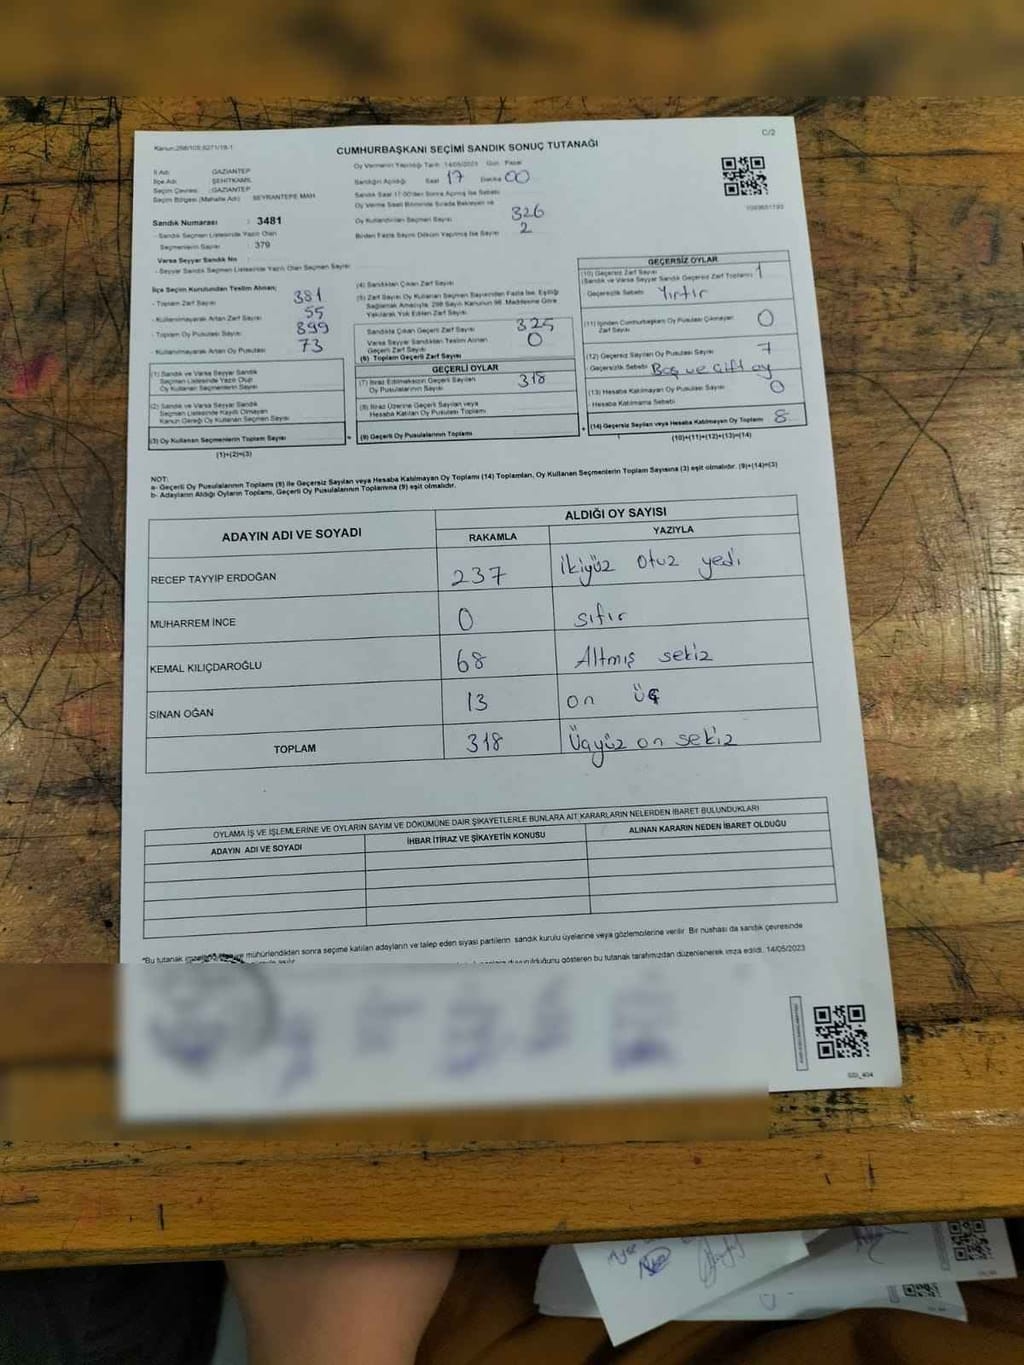 Kanun:298/103,6271/19-1
C/2
CUMHURBAŞKANI SEÇİMİ SANDIK SONUÇ TUTANAĞI
İl Adı: GAZİANTEP
İlçe Adı: ŞEHİTKAMİL
Seçim Çevresi: GAZİANTEP
Seçim Bölgesi (Mahalle Adı) SEYRANTEPE MAH
Oy Vermenin Yapıldığı Tarih :14/05/2023 Gün :Pazar
Sandığın Açıldığı Saat 17 Dakika 00
Sandık Saat 17.00'den Sonra Açılmış İse Sebebi
Oy Verme Saati Bitiminde Sırada Bekleyen ve
Oy Kullandırılan Seçmen Sayısı 326
Birden Fazla Sayım Döküm Yapılmış İse Sayısı 2
Sandık Numarası : 3481
- Sandık Seçmen Listesinde Yazılı Olan
Seçmenlerin Sayısı : 379
Varsa Seyyar Sandık No
- Seyyar Sandık Seçmen Listesinde Yazılı Olan Seçmen Sayısı
İlçe Seçim Kurulundan Teslim Alınan;
- Toplam Zarf Sayısı 381
- Kullanılmayarak Artan Zarf Sayısı 55
- Toplam Oy Pusulası Sayısı 399
- Kullanılmayarak Artan Oy Pusulası 73
(1) Sandık ve Varsa Seyyar Sandık
Seçmen Listesinde Yazılı Olup
Oy Kullanan Seçmenlerin Sayısı
(2) Sandık ve Varsa Seyyar Sandık
Seçmen Listesinde Kayıtlı Olmayan
Kanun Gereği Oy Kullanan Seçmen Sayısı
(3) Oy Kullanan Seçmenlerin Toplam Sayısı
(1)+(2)=(3)
(4) Sandıktan Çıkan Zarf Sayısı
(5) Zarf Sayısı Oy Kullanan Seçmen Sayısından Fazla İse, Eşitliği
Sağlamak Amacıyla, 298 Sayılı Kanunun 98. Maddesine Göre
Yakılarak Yok Edilen Zarf Sayısı
Sandıkta Çıkan Geçerli Zarf Sayısı 325
Varsa Seyyar Sandıktan Teslim Alınan
Geçerli Zarf Sayısı 0
(6) Toplam Geçerli Zarf Sayısı
GEÇERLİ OYLAR
(7) İtiraz Edilmeksizin Geçerli Sayılan
Oy Pusulalarının Sayısı 318
(8) İtiraz Üzerine Geçerli Sayılan veya
Hesaba Katılan Oy Pusulası Toplamı
(9) Geçerli Oy Pusulalarının Toplamı
GEÇERSİZ OYLAR
(10) Geçersiz Zarf Sayısı
(Sandık ve Varsa Seyyar Sandık Geçersiz Zarf Toplamı) 1
- Geçersizlik Sebebi Yırtır
(11) İçinden Cumhurbaşkanı Oy Pusulası Çıkmayan
Zarf Sayısı 0
(12) Geçersiz Sayılan Oy Pusulası Sayısı 7
- Geçersizlik Sebebi Boş ve çift oy
(13) Hesaba Katılmayan Oy Pusulası Sayısı 0
- Hesaba Katılmama Sebebi
(14) Geçersiz Sayılan veya Hesaba Katılmayan Oy Toplamı 8
(10)+(11)+(12)+(13)=(14)
NOT:
a- Geçerli Oy Pusulasının Toplamı (9) ile Geçersiz Sayılan veya Hesaba Katılmayan Oy Toplamı (14) Toplamları, Oy Kullanan Seçmenlerin Toplam Sayısına (3) eşit olmalıdır. (9)+(14)=(3)
b- Adayların Aldığı Oyların Toplamı, Geçerli Oy Pusulalarının Toplamına (9) eşit olmalıdır.
ADAYIN ADI VE SOYADI
ALDIĞI OY SAYISI
RAKAMLA
YAZIYLA
RECEP TAYYİP ERDOĞAN 237 İkiyüz otuz yedi
MUHARREM İNCE 0 sıfır
KEMAL KILIÇDAROĞLU 68 Altmış sekiz
SİNAN OĞAN 13 on üç
TOPLAM 318 Üçyüz on sekiz
OYLAMA İŞ VE İŞLEMLERİNE VE OYLARIN SAYIM VE DÖKÜMÜNE DAİR ŞİKAYETLERLE BUNLARA AİT KARARLARIN NELERDEN İBARET BULUNDUKLARI
ADAYIN ADI VE SOYADI
İHBAR İTİRAZ VE ŞİKAYETİN KONUSU
ALINAN KARARIN NEDEN İBARET OLDUĞU
*Bu tutanak mühürlendikten sonra seçime katılan adayların ve talep eden siyasi partilerin sandık kurulu üyelerine veya gözlemcilerine verilir. Bir nüshası da sandık çevresinde
duyurulduğunu gösteren bu tutanak tarafımızdan düzenlenerek imza edildi. 14/05/2023